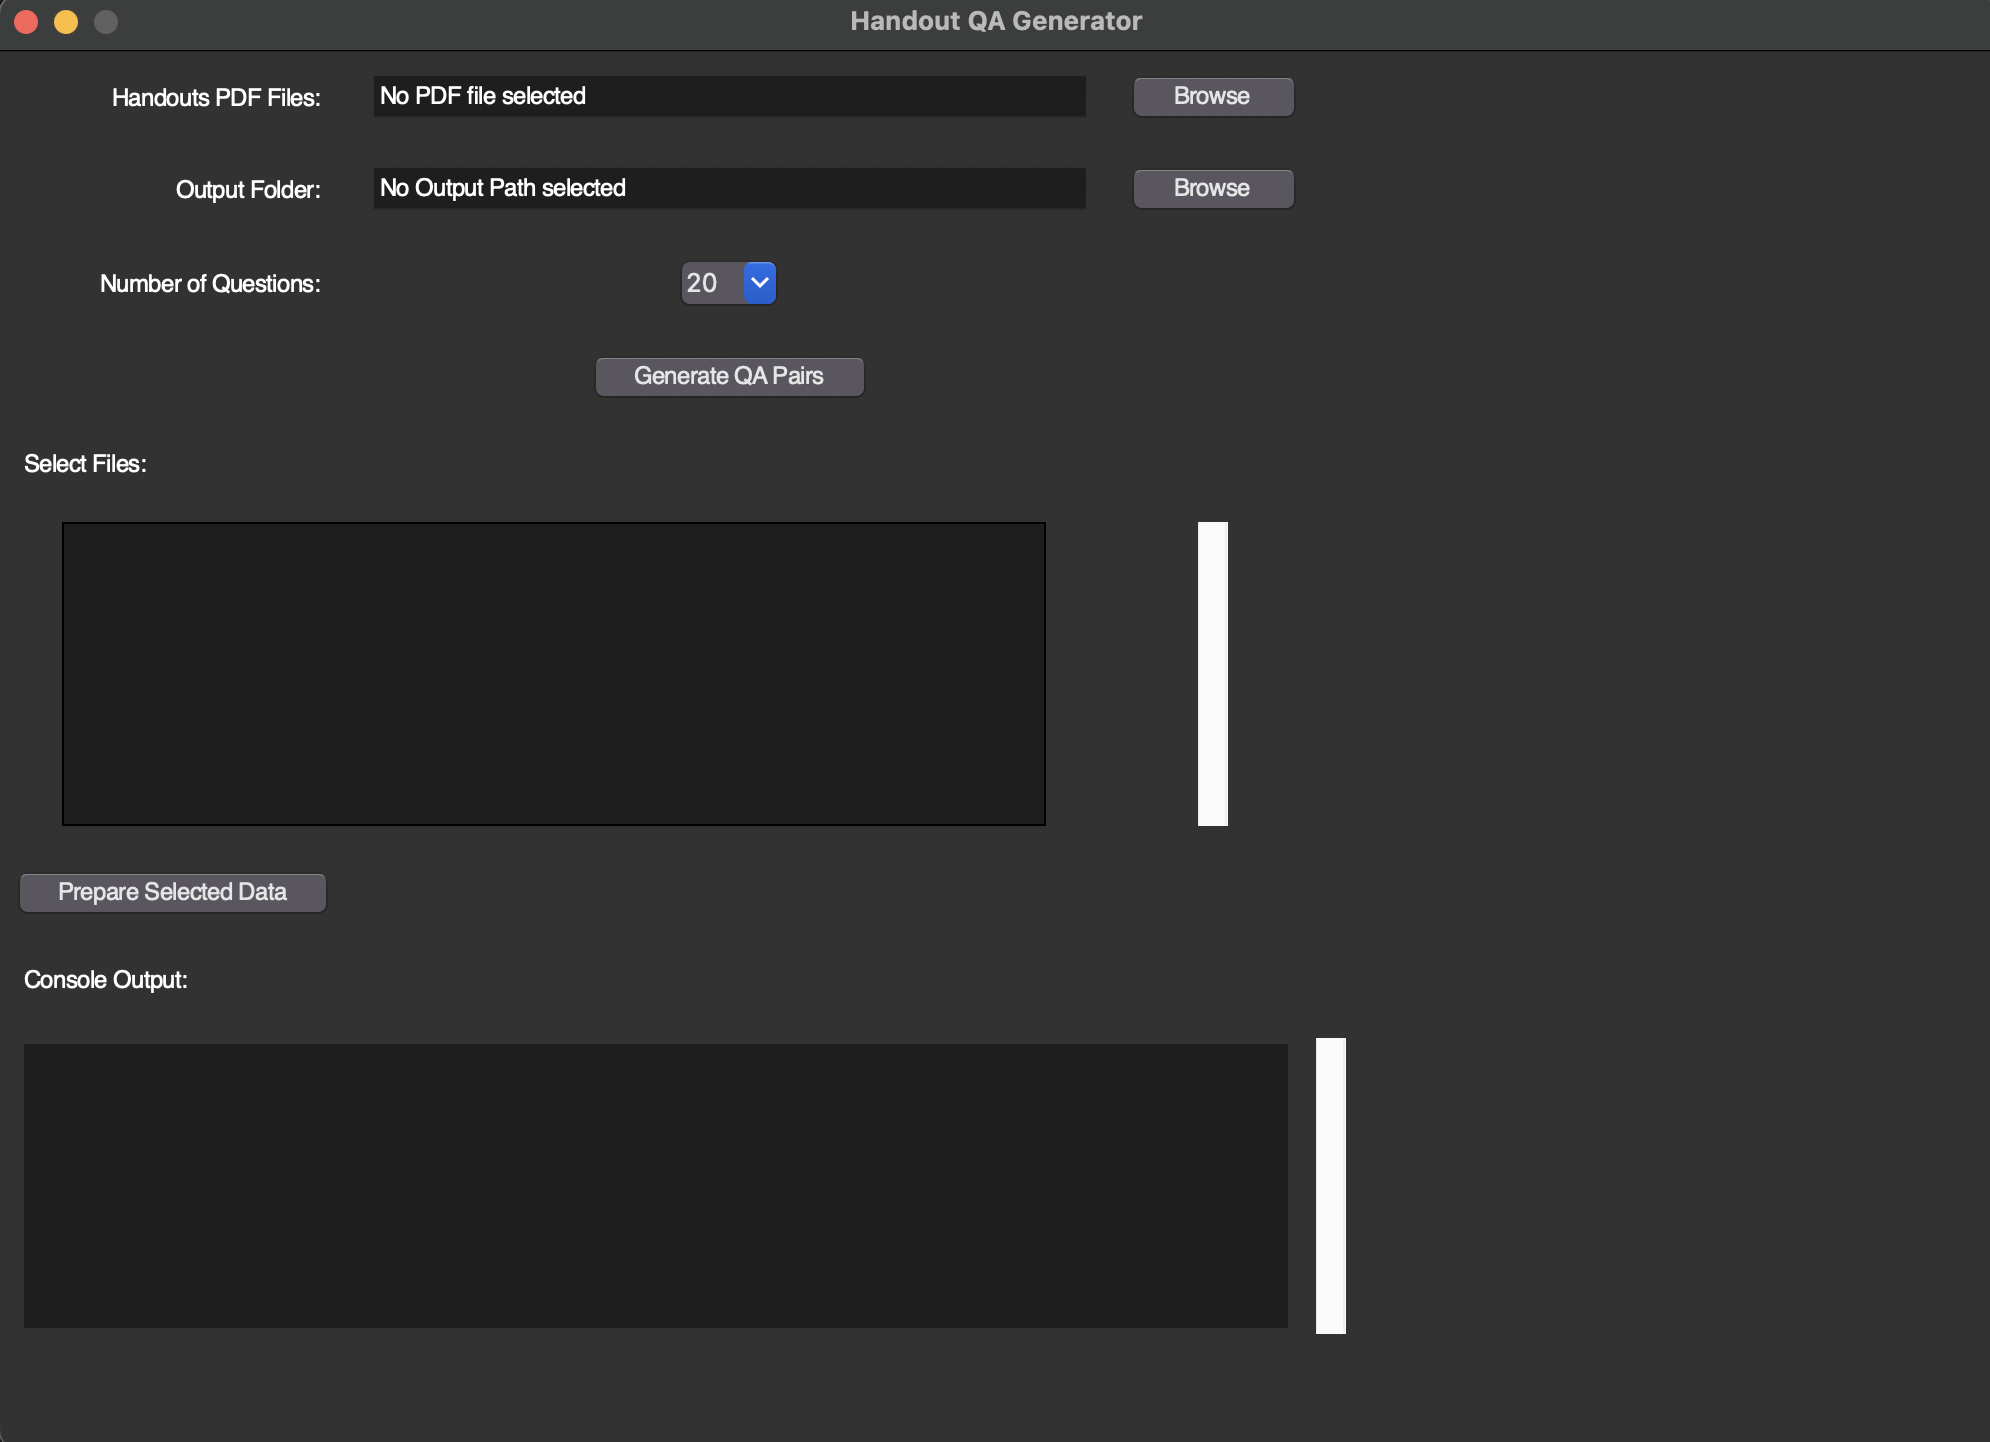 Handout QA Generator
Handouts PDF Files: No PDF file selected Browse
Output Folder: No Output Path selected Browse
Number of Questions: 20
Generate QA Pairs
Select Files:
Prepare Selected Data
Console Output: